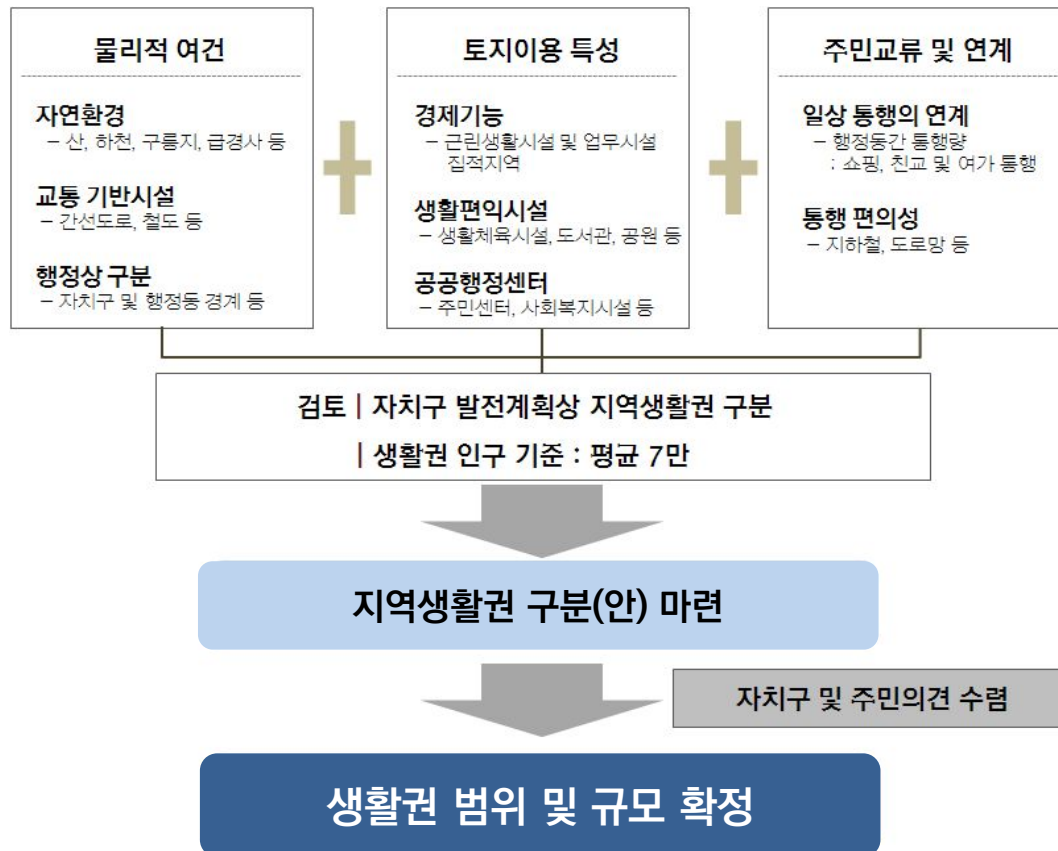 물리적 여건
자연환경
– 산, 하천, 구릉지, 급경사 등
교통 기반시설
– 간선도로, 철도 등
행정상 구분
– 자치구 및 행정동 경계 등
토지이용 특성
경제기능
– 근린생활시설 및 업무시설
집적지역
생활편익시설
– 생활체육시설, 도서관, 공원 등
공공행정센터
– 주민센터, 사회복지시설 등
주민교류 및 연계
일상 통행의 연계
– 행정동간 통행량
: 쇼핑, 친교 및 여가 통행
통행 편의성
– 지하철, 도로망 등
검토 | 자치구 발전계획상 지역생활권 구분
| 생활권 인구 기준 : 평균 7만
지역생활권 구분(안) 마련
자치구 및 주민의견 수렴
생활권 범위 및 규모 확정